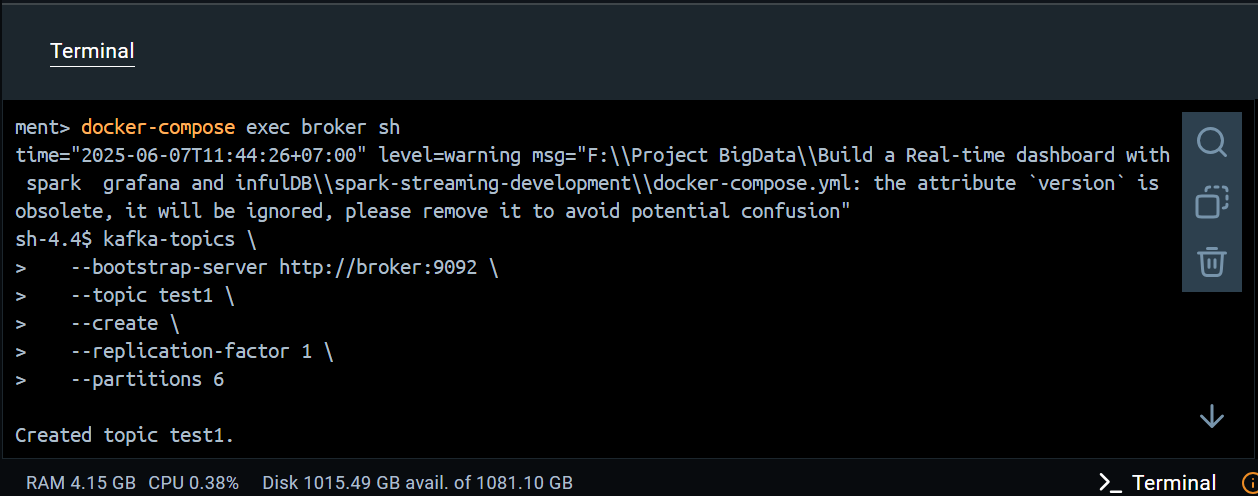 Terminal
ment> docker-compose exec broker sh
time="2025-06-07T11:44:26+07:00" level=warning msg="F:\\Project BigData\\Build a Real-time dashboard with
 spark  grafana and infulDB\\spark-streaming-development\\docker-compose.yml: the attribute `version` is
obsolete, it will be ignored, please remove it to avoid potential confusion"
sh-4.4$ kafka-topics \
>    --bootstrap-server http://broker:9092 \
>    --topic test1 \
>    --create \
>    --replication-factor 1 \
>    --partitions 6
Created topic test1.
RAM 4.15 GB  CPU 0.38%  Disk 1015.49 GB avail. of 1081.10 GB  >_ Terminal